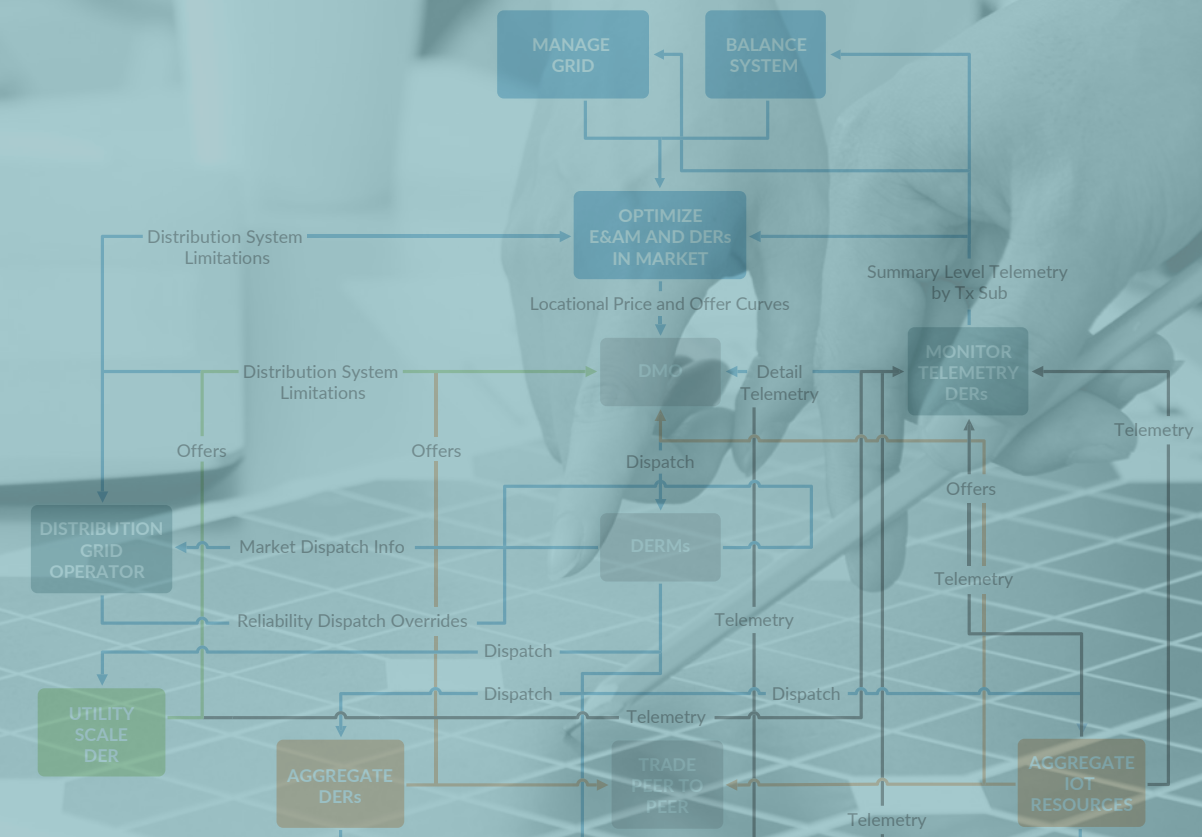 MANAGE
GRID
BALANCE
SYSTEM
OPTIMIZE
E&AM AND DERs
IN MARKET
Distribution System
Limitations
Summary Level Telemetry
by Tx Sub
Locational Price and Offer Curves
MONITOR
TELEMETRY
DERs
DMO
Detail
Telemetry
Distribution System
Limitations
Telemetry
Offers
Offers
Dispatch
Offers
DISTRIBUTION
GRID
OPERATOR
Market Dispatch Info
DERMs
Telemetry
Reliability Dispatch Overrides
Telemetry
Dispatch
Dispatch
Dispatch
UTILITY
SCALE
DER
Telemetry
AGGREGATE
DERs
TRADE
PEER TO
PEER
AGGREGATE
IOT
RESOURCES
Telemetry